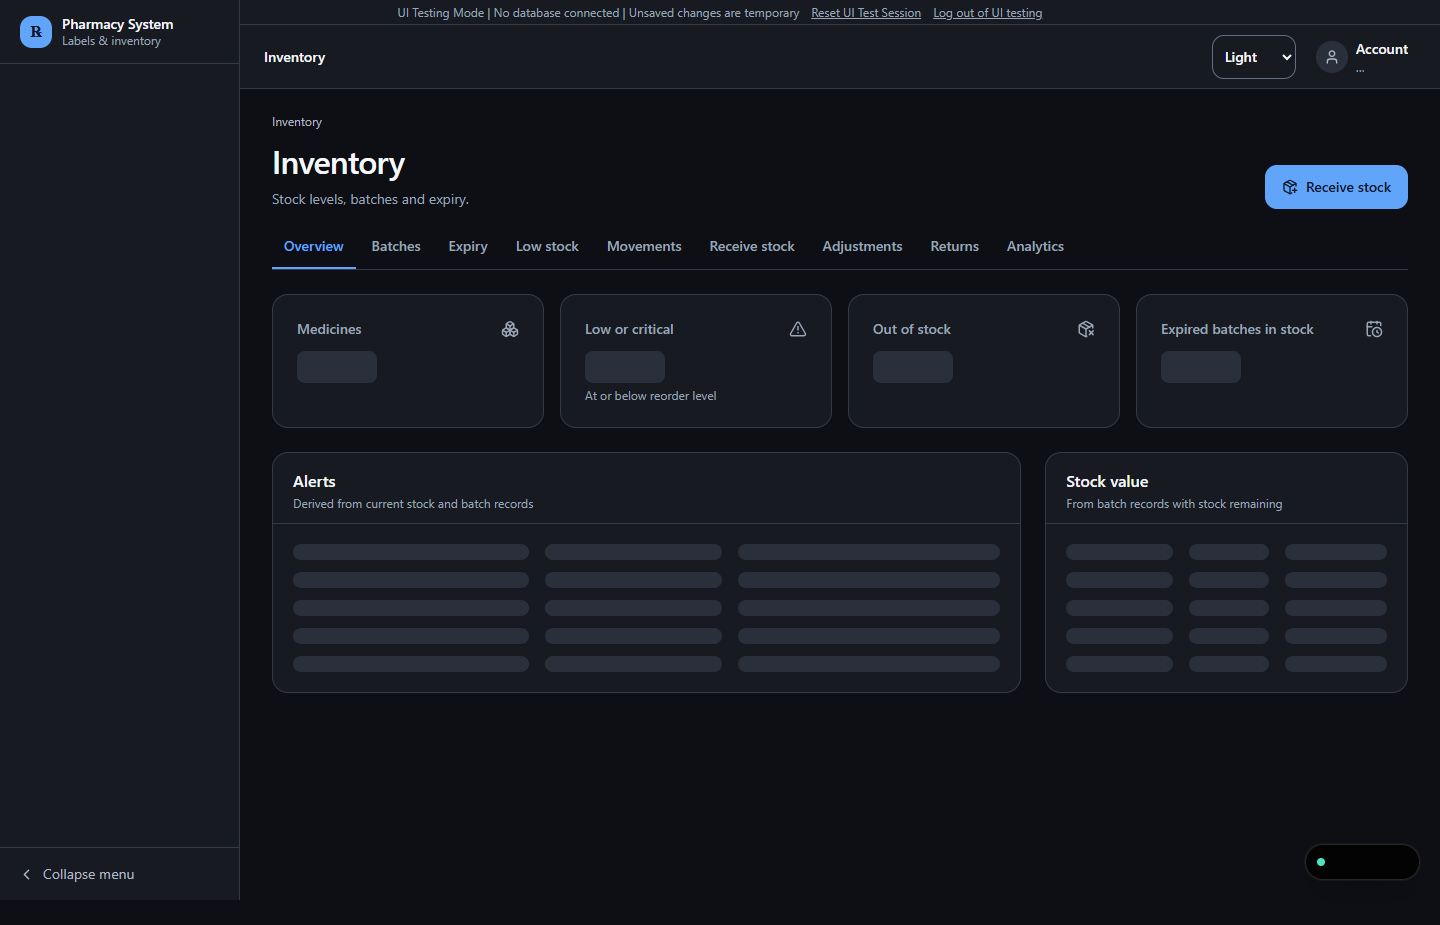 ℞
Pharmacy System
Labels & inventory
UI Testing Mode | No database connected | Unsaved changes are temporary Reset UI Test Session Log out of UI testing
Inventory
Light
Account
...
Inventory
Inventory
Stock levels, batches and expiry.
Receive stock
Overview Batches Expiry Low stock Movements Receive stock Adjustments Returns Analytics
Medicines
Low or critical
At or below reorder level
Out of stock
Expired batches in stock
Alerts
Derived from current stock and batch records
Stock value
From batch records with stock remaining
Collapse menu